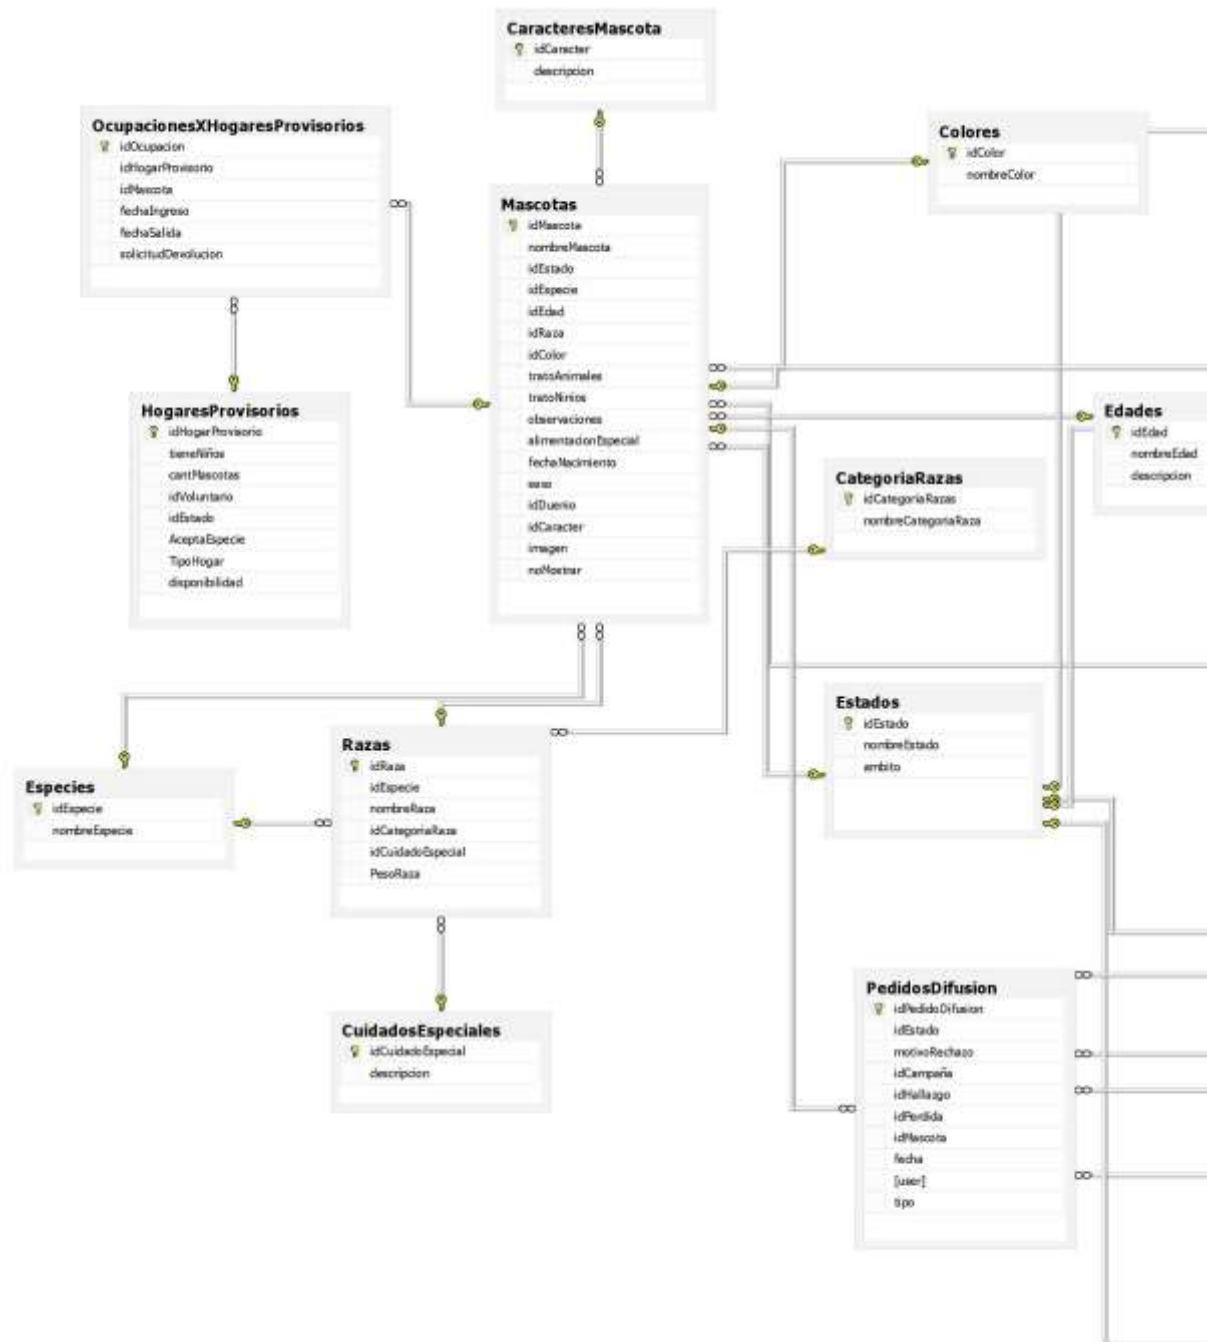 CaracteresMascota
idCaracter
descripcion
OcupacionesXHogaresProvisorios
idOcupacion
idHogarProvisorio
idMascota
fechaIngreso
fechaSalida
solicitudDevolucion
Colores
idColor
nombreColor
Mascotas
idMascota
nombreMascota
idEstado
idEspecie
idEdad
idRaza
idColor
tratoAnimales
tratoNinios
observaciones
alimentacionEspecial
fechaNacimiento
sexo
idDuenio
idCaracter
imagen
noMostrar
HogaresProvisorios
idHogarProvisorio
tieneNiños
cantMascotas
idVoluntario
idEstado
AceptaEspecie
TipoHogar
disponibilidad
Edades
idEdad
nombreEdad
descripcion
CategoriaRazas
idCategoriaRazas
nombreCategoriaRaza
Estados
idEstado
nombreEstado
ambito
Razas
idRaza
idEspecie
nombreRaza
idCategoriaRaza
idCuidadoEspecial
PesoRaza
Especies
idEspecie
nombreEspecie
CuidadosEspeciales
idCuidadoEspecial
descripcion
PedidosDifusion
idPedidoDifusion
idEstado
motivoRechazo
idCampaña
idHallazgo
idPerdida
idMascota
fecha
[user]
tipo